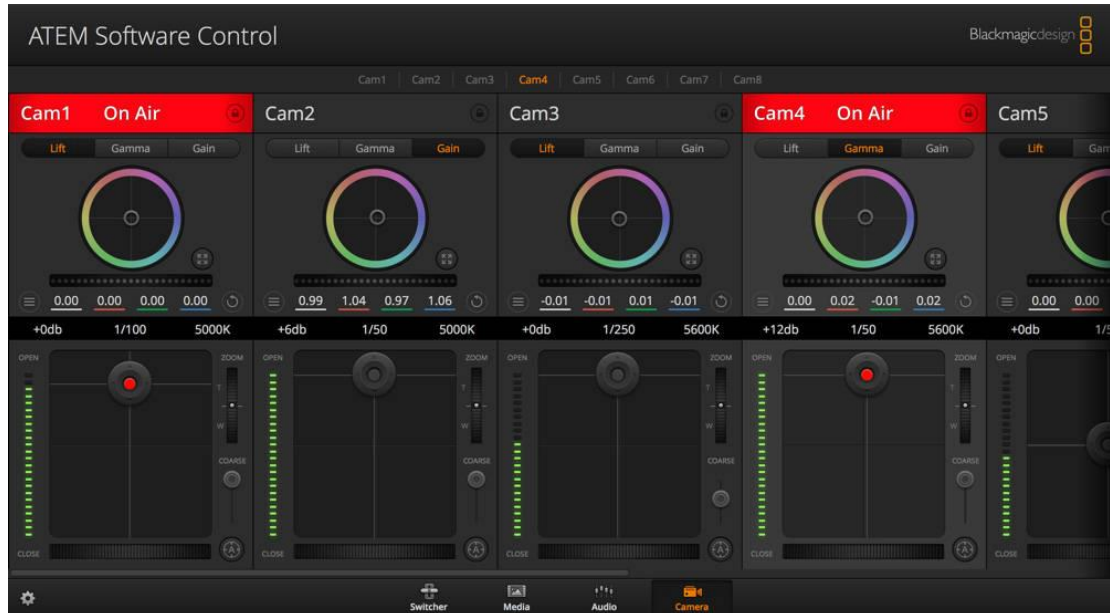 ATEM Software Control
Blackmagicdesign
Cam1 Cam2 Cam3 Cam4 Cam5 Cam6 Cam7 Cam8
Cam1 On Air Cam2 Cam3 Cam4 On Air Cam5
Lift Gamma Gain Lift Gamma Gain Lift Gamma Gain Lift Gamma Gain Lift
0.00 0.00 0.00 0.00 0.99 1.04 0.97 1.06 -0.01 -0.01 0.01 -0.01 0.00 0.02 -0.01 0.02 0.00 0.00
+0db 1/100 5000K +6db 1/50 5000K +0db 1/250 5600K +12db 1/50 5600K +0db
OPEN ZOOM OPEN ZOOM OPEN ZOOM OPEN ZOOM OPEN
T T T T
W W W W
COARSE COARSE COARSE COARSE
CLOSE A CLOSE A CLOSE A CLOSE A CLOSE
Switcher Media Audio Camera